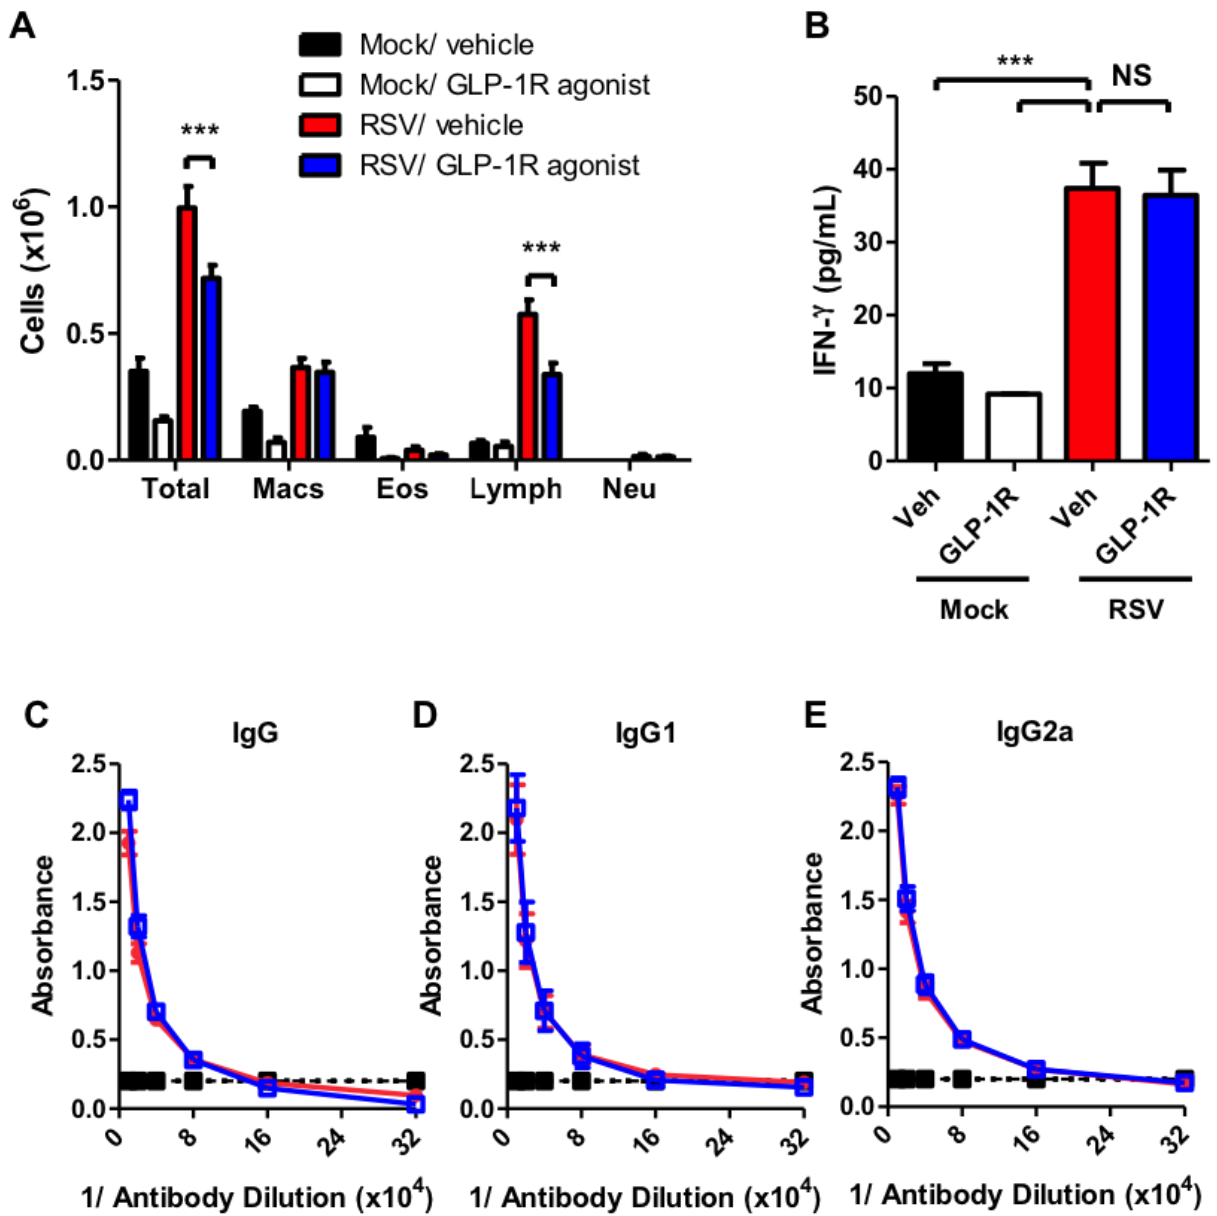 A
Mock/ vehicle
Mock/ GLP-1R agonist
RSV/ vehicle
RSV/ GLP-1R agonist
Cells (x10⁶)
1.5
1.0
0.5
0.0
***
***
Total Macs Eos Lymph Neu
B
*** NS
IFN-γ (pg/mL)
50
40
30
20
10
0
Veh GLP-1R Veh GLP-1R
Mock RSV
C
IgG
Absorbance
2.5
2.0
1.5
1.0
0.5
0.0
0 8 16 24 32
1/ Antibody Dilution (x10⁴)
D
IgG1
Absorbance
2.5
2.0
1.5
1.0
0.5
0.0
0 8 16 24 32
1/ Antibody Dilution (x10⁴)
E
IgG2a
Absorbance
2.5
2.0
1.5
1.0
0.5
0.0
0 8 16 24 32
1/ Antibody Dilution (x10⁴)